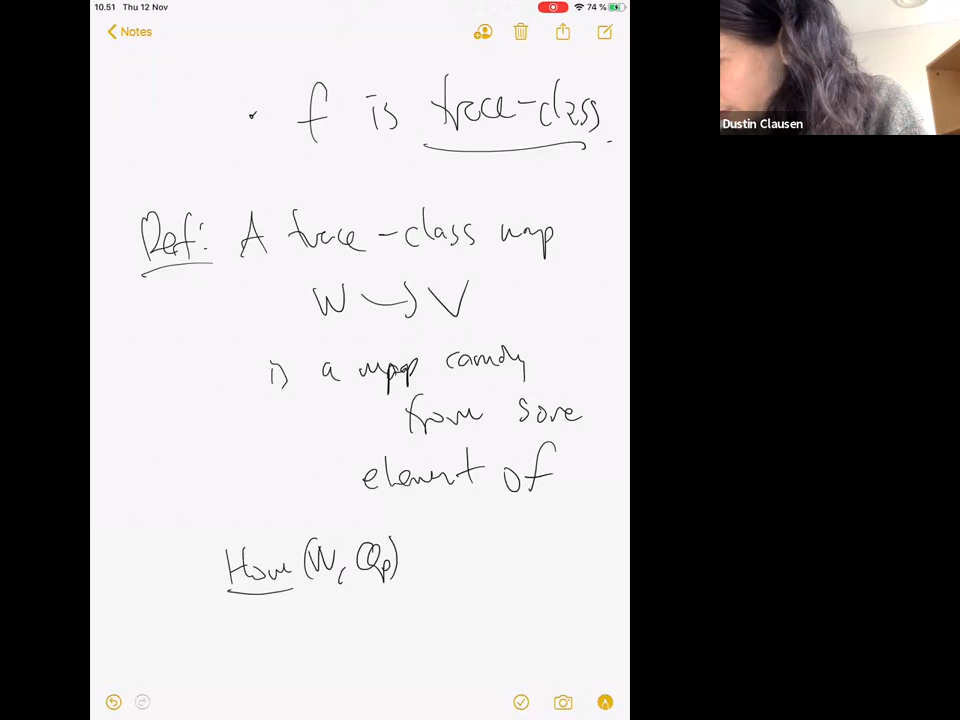 10.51 Thu 12 Nov
74 %
Notes
Dustin Clausen
• f is trace-class.
Def: A trace-class map
W → V
is a map coming
from some
element of
Hom (W, Qp)